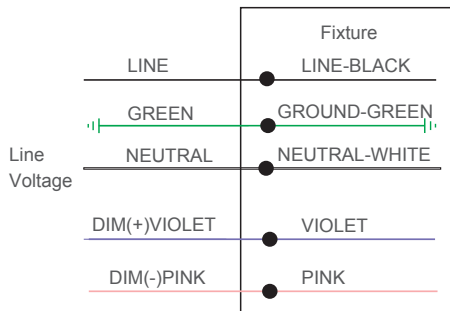 Fixture
LINE LINE-BLACK
GREEN GROUND-GREEN
Line
Voltage
NEUTRAL NEUTRAL-WHITE
DIM(+)VIOLET VIOLET
DIM(-)PINK PINK